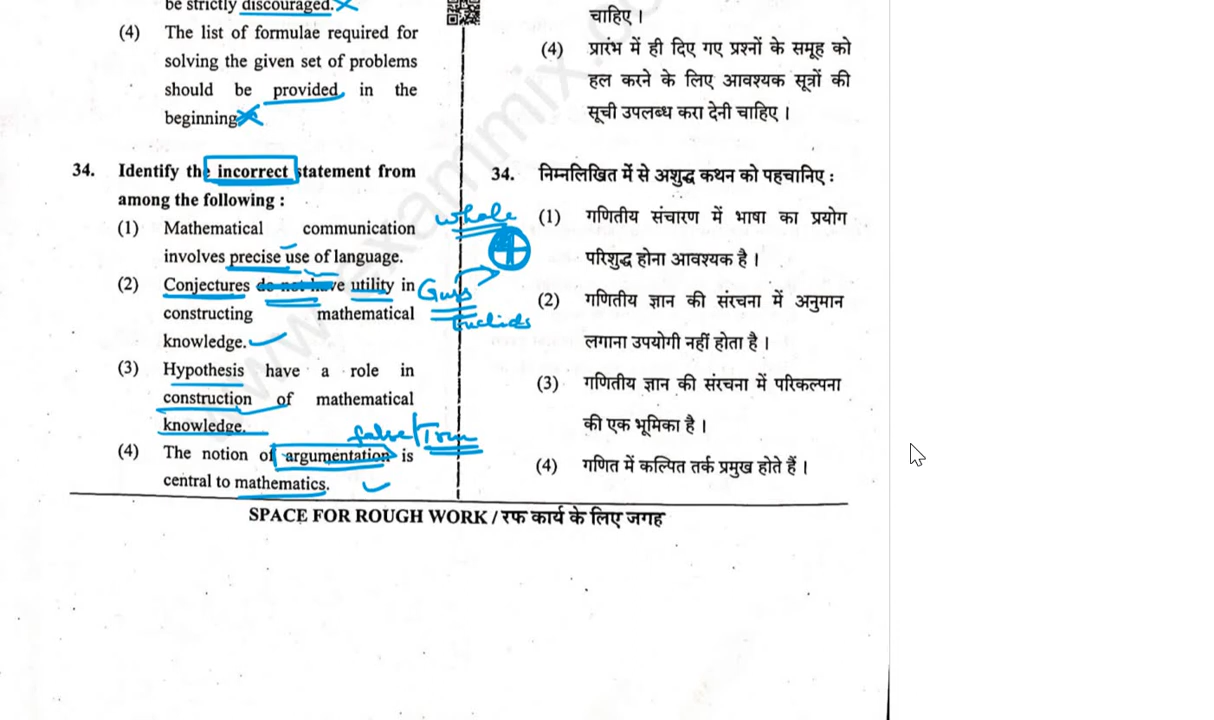 be strictly discouraged.
(4) The list of formulae required for
solving the given set of problems
should be provided in the
beginning
34. Identify the incorrect statement from
among the following :
(1) Mathematical communication
involves precise use of language.
(2) Conjectures do not have utility in
constructing mathematical
knowledge.
(3) Hypothesis have a role in
construction of mathematical
knowledge.
(4) The notion of argumentation is
central to mathematics.
whole
Euclids
false/True
चाहिए ।
(4) प्रारंभ में ही दिए गए प्रश्नों के समूह को
हल करने के लिए आवश्यक सूत्रों की
सूची उपलब्ध करा देनी चाहिए ।
34. निम्नलिखित में से अशुद्ध कथन को पहचानिए :
(1) गणितीय संचारण में भाषा का प्रयोग
परिशुद्ध होना आवश्यक है ।
(2) गणितीय ज्ञान की संरचना में अनुमान
लगाना उपयोगी नहीं होता है ।
(3) गणितीय ज्ञान की संरचना में परिकल्पना
की एक भूमिका है ।
(4) गणित में कल्पित तर्क प्रमुख होते हैं ।
SPACE FOR ROUGH WORK / रफ कार्य के लिए जगह
www.exammix.co